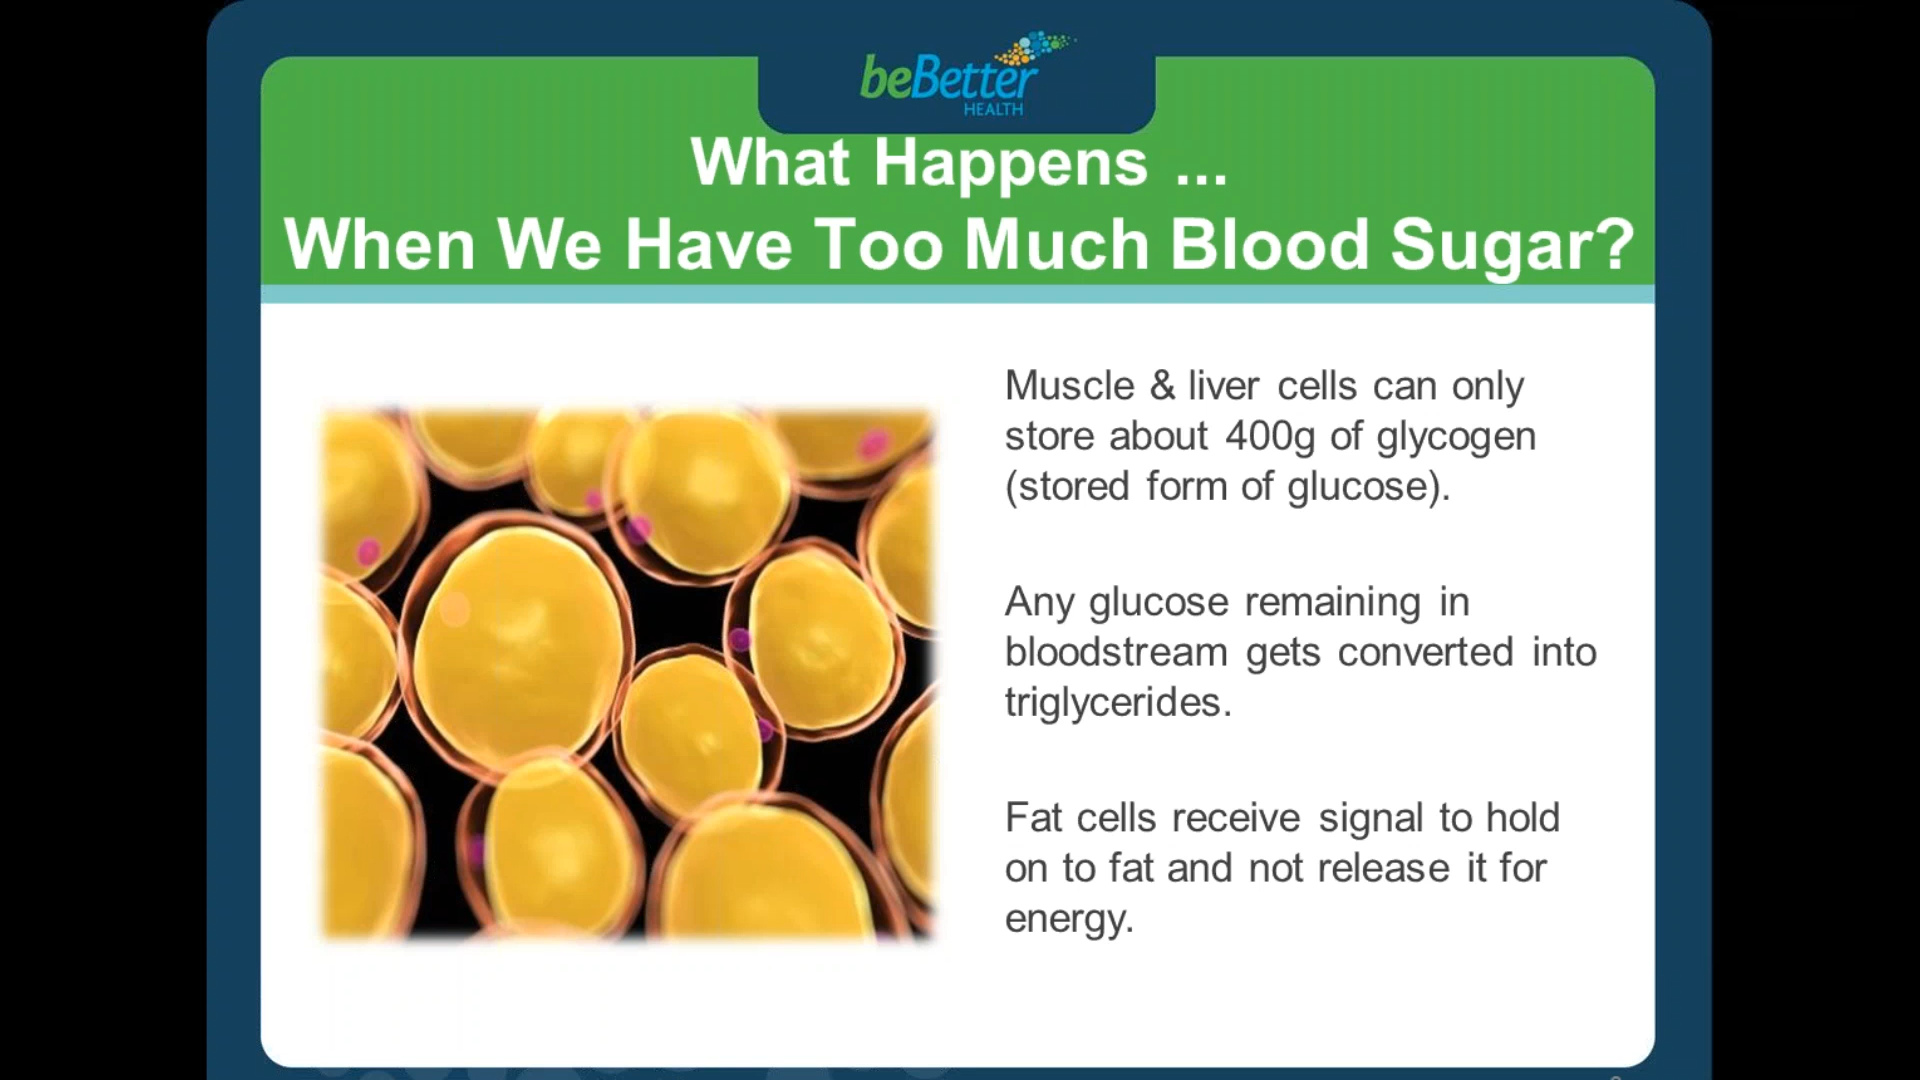 beBetter
HEALTH
What Happens ...
When We Have Too Much Blood Sugar?
Muscle & liver cells can only
store about 400g of glycogen
(stored form of glucose).
Any glucose remaining in
bloodstream gets converted into
triglycerides.
Fat cells receive signal to hold
on to fat and not release it for
energy.